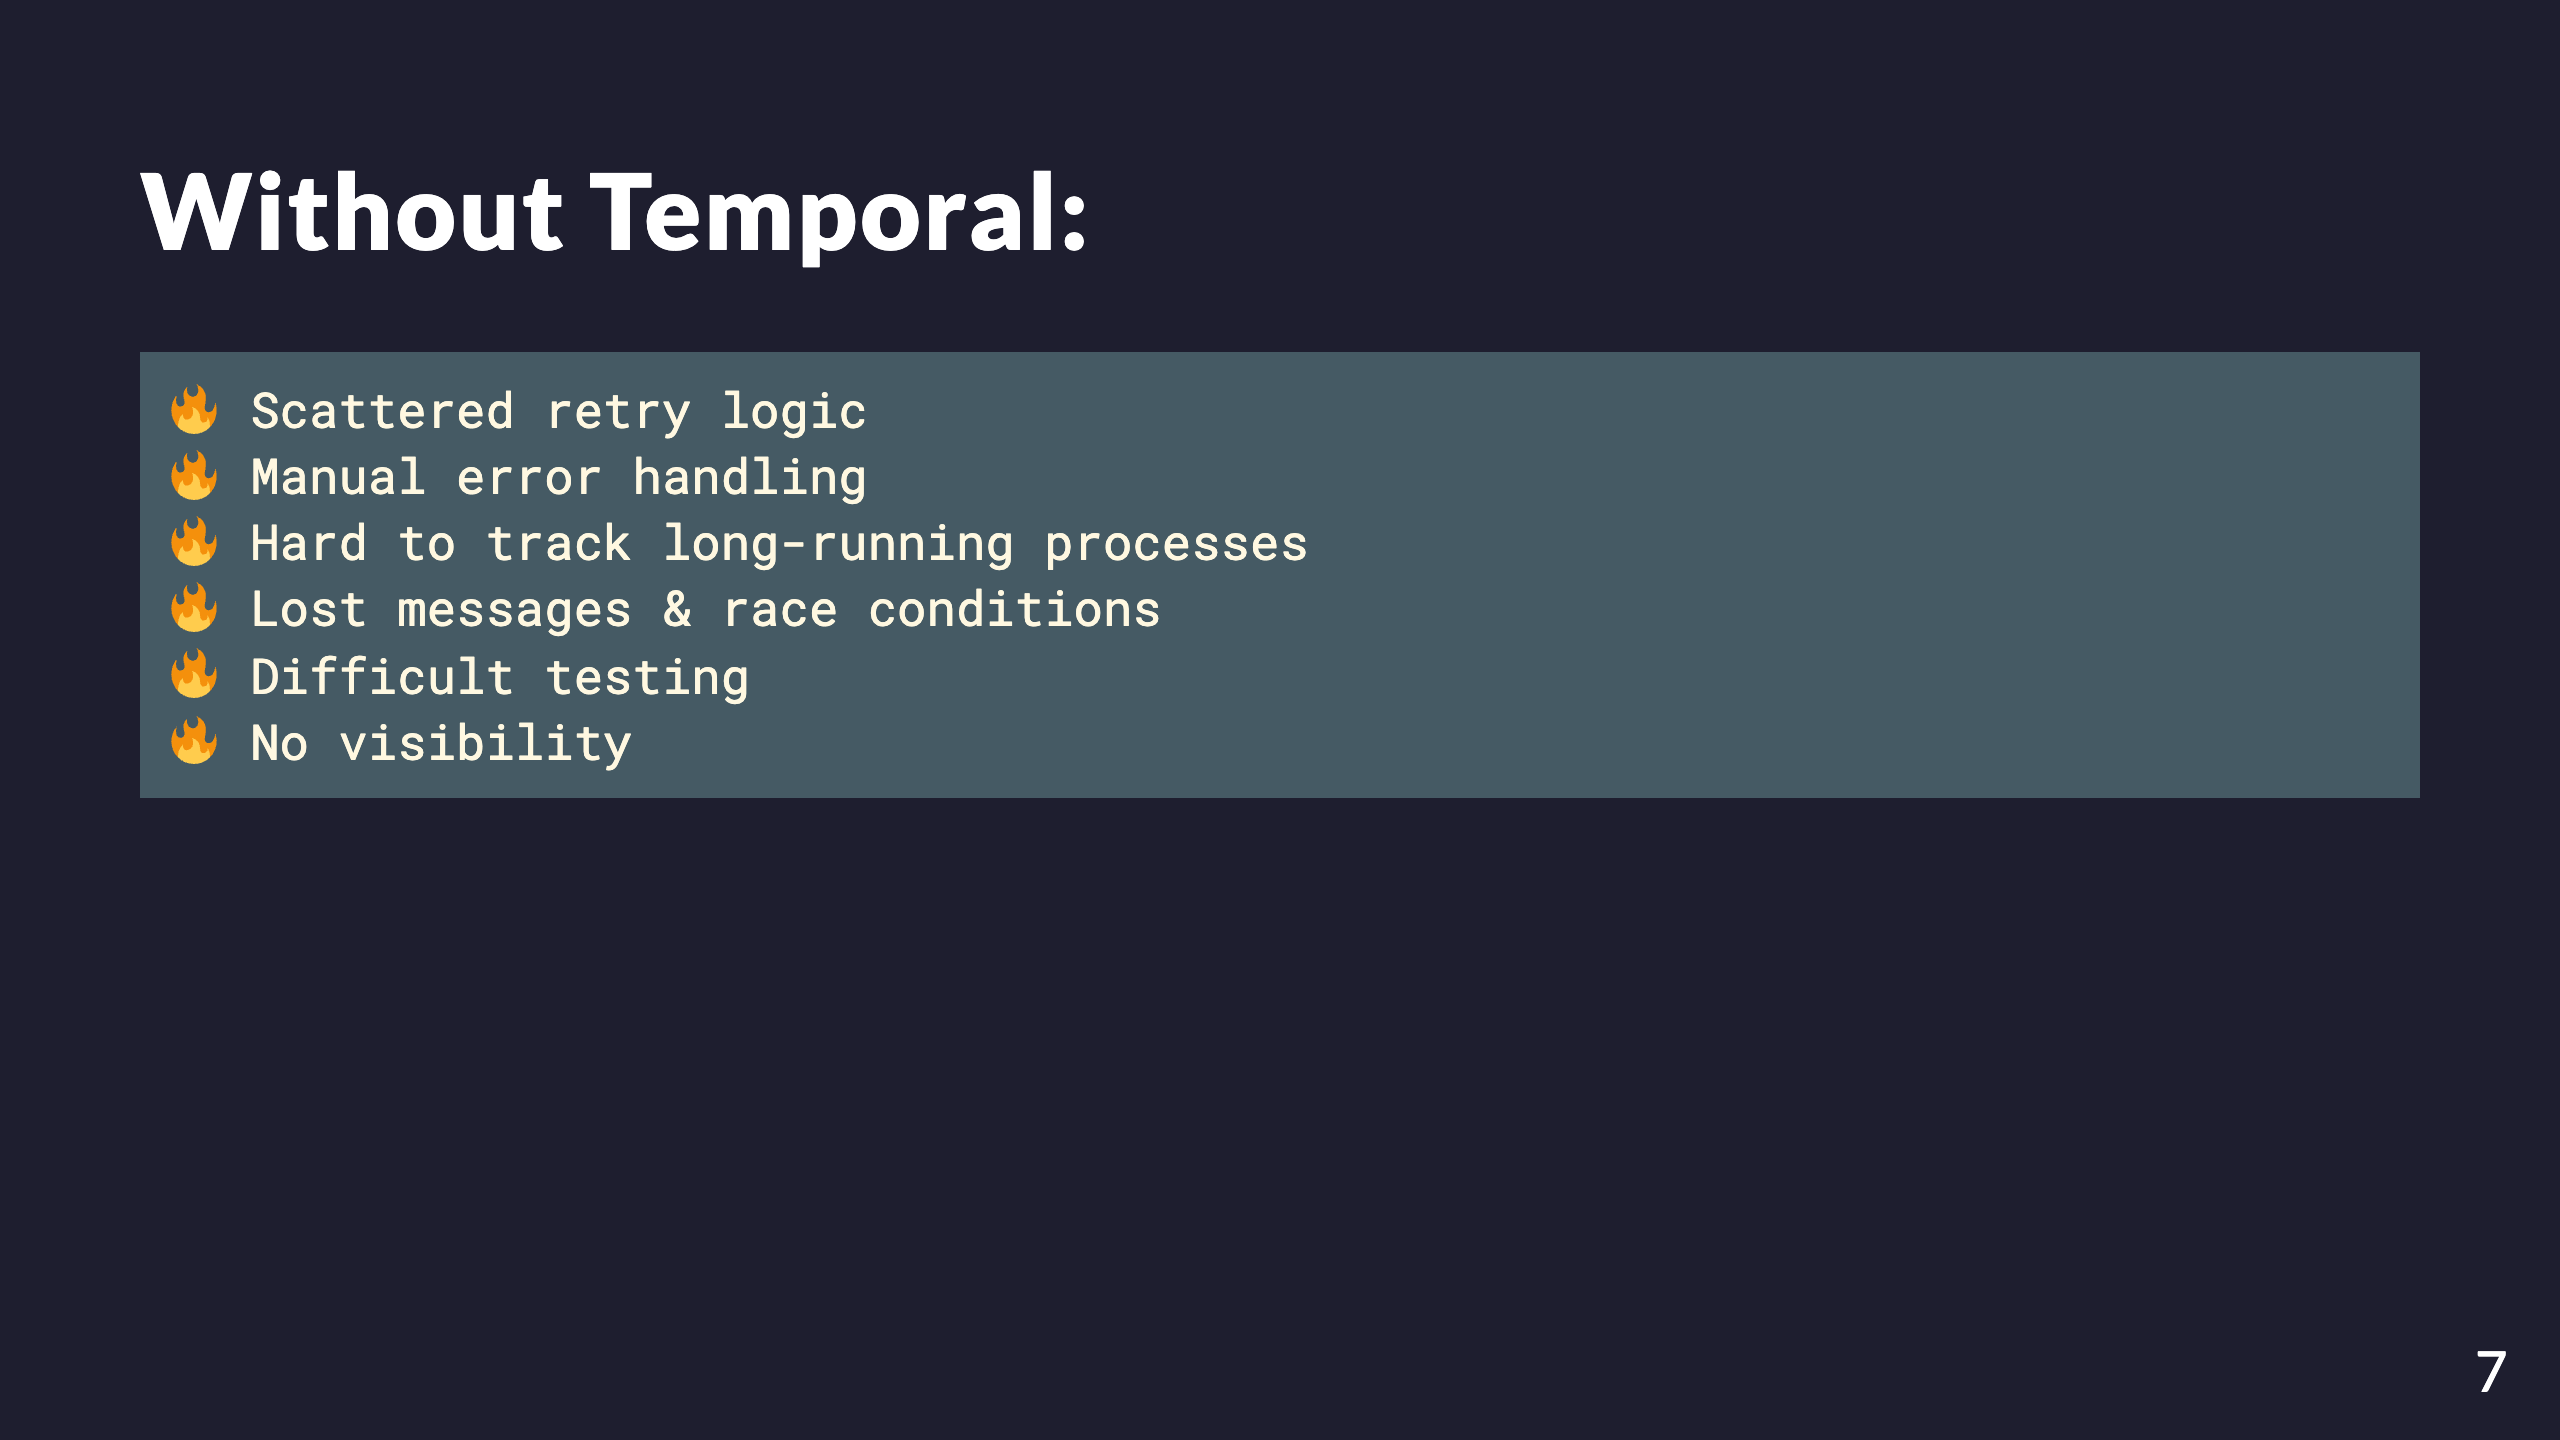 Without Temporal:
🔥 Scattered retry logic
🔥 Manual error handling
🔥 Hard to track long-running processes
🔥 Lost messages & race conditions
🔥 Difficult testing
🔥 No visibility
7